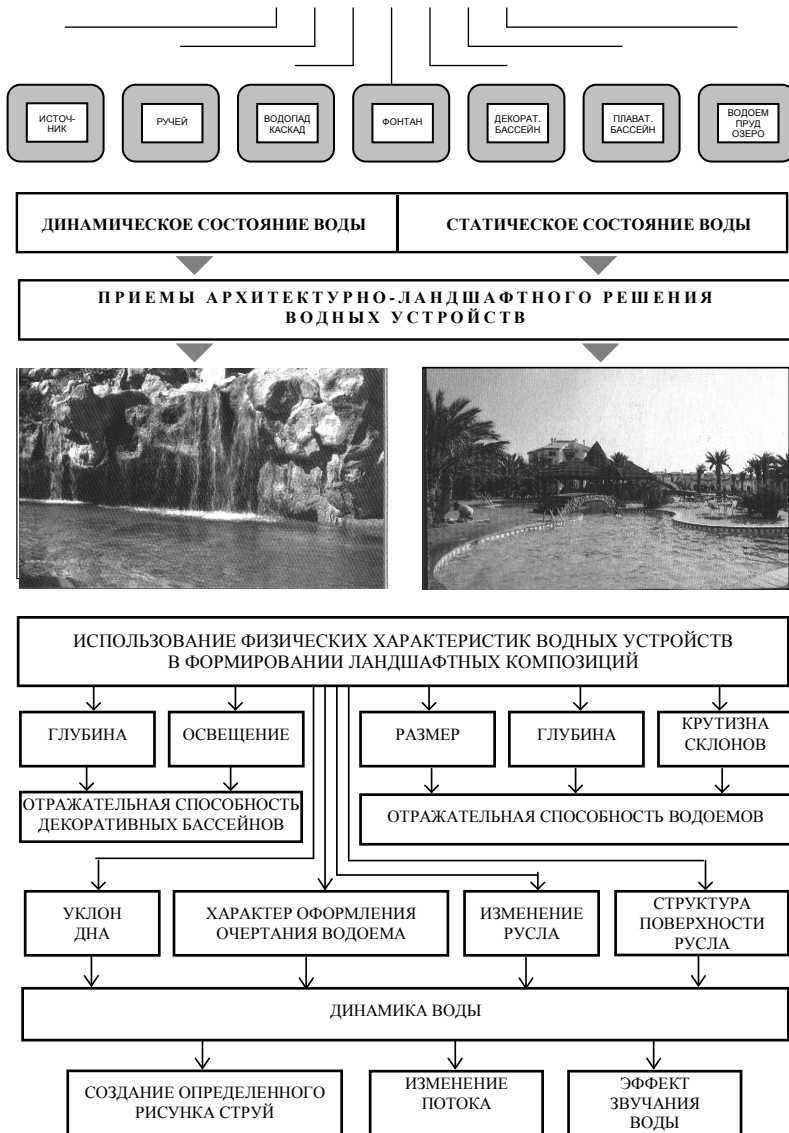 ИСТОЧ-
НИК
РУЧЕЙ
ВОДОПАД
КАСКАД
ФОНТАН
ДЕКОРАТ.
БАССЕЙН
ПЛАВАТ.
БАССЕЙН
ВОДОЕМ
ПРУД
ОЗЕРО
ДИНАМИЧЕСКОЕ СОСТОЯНИЕ ВОДЫ
СТАТИЧЕСКОЕ СОСТОЯНИЕ ВОДЫ
ПРИЕМЫ АРХИТЕКТУРНО-ЛАНДШАФТНОГО РЕШЕНИЯ
ВОДНЫХ УСТРОЙСТВ
ИСПОЛЬЗОВАНИЕ ФИЗИЧЕСКИХ ХАРАКТЕРИСТИК ВОДНЫХ УСТРОЙСТВ
В ФОРМИРОВАНИИ ЛАНДШАФТНЫХ КОМПОЗИЦИЙ
ГЛУБИНА
ОСВЕЩЕНИЕ
РАЗМЕР
ГЛУБИНА
КРУТИЗНА
СКЛОНОВ
ОТРАЖАТЕЛЬНАЯ СПОСОБНОСТЬ
ДЕКОРАТИВНЫХ БАССЕЙНОВ
ОТРАЖАТЕЛЬНАЯ СПОСОБНОСТЬ ВОДОЕМОВ
УКЛОН
ДНА
ХАРАКТЕР ОФОРМЛЕНИЯ
ОЧЕРТАНИЯ ВОДОЕМА
ИЗМЕНЕНИЕ
РУСЛА
СТРУКТУРА
ПОВЕРХНОСТИ
РУСЛА
ДИНАМИКА ВОДЫ
СОЗДАНИЕ ОПРЕДЕЛЕННОГО
РИСУНКА СТРУЙ
ИЗМЕНЕНИЕ
ПОТОКА
ЭФФЕКТ
ЗВУЧАНИЯ
ВОДЫ